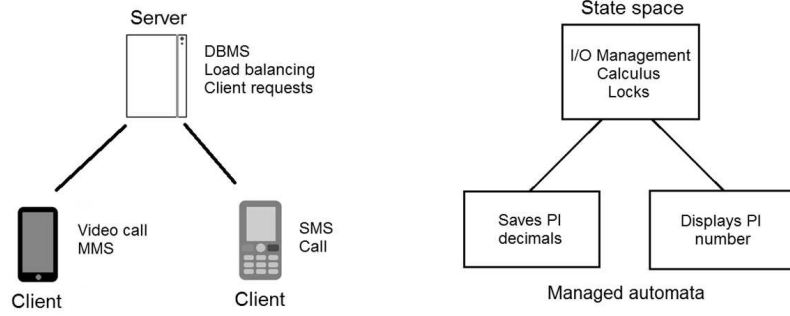 Server
DBMS
Load balancing
Client requests
Video call
MMS
SMS
Call
Client
Client
State space
I/O Management
Calculus
Locks
Saves PI
decimals
Displays PI
number
Managed automata